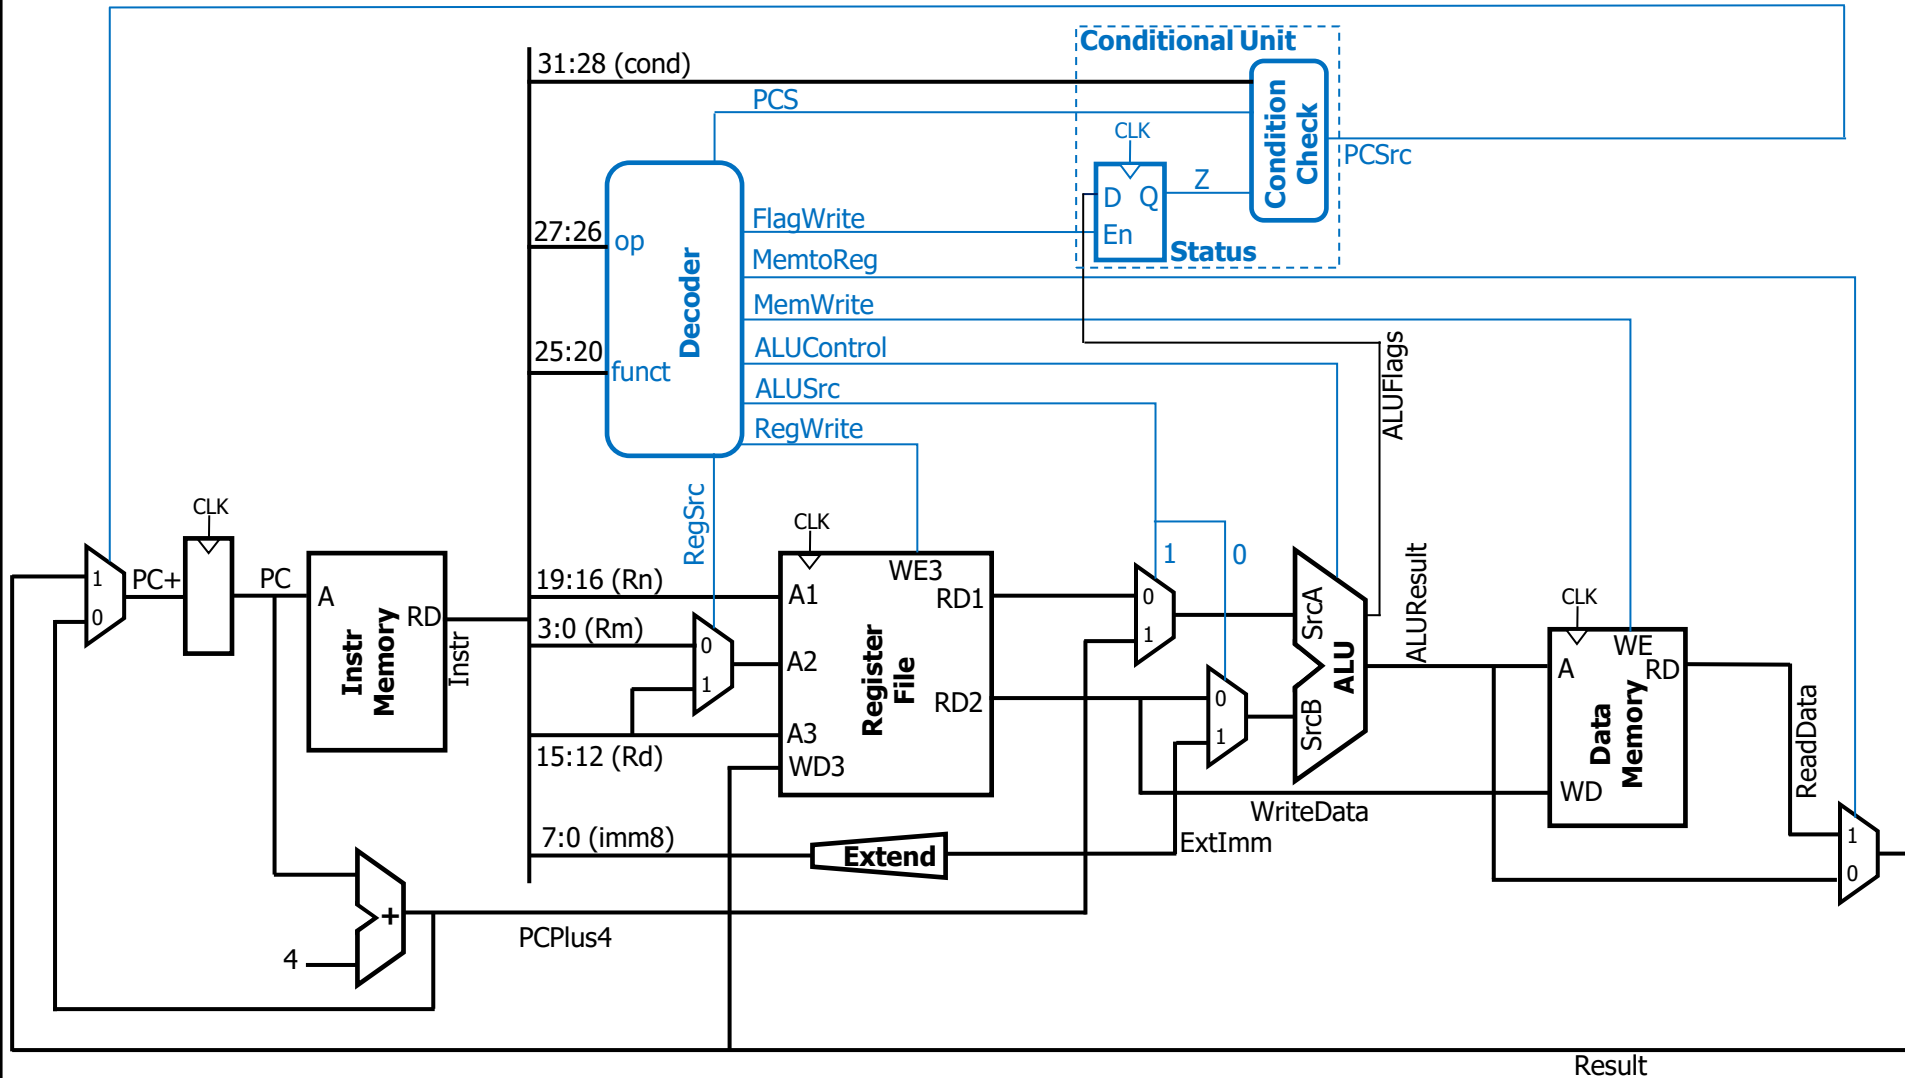 Conditional Unit
31:28 (cond)
PCS
CLK
Condition
Check
PCSrc
D Q
Z
En
Status
27:26
op
25:20
funct
Decoder
FlagWrite
MemtoReg
MemWrite
ALUControl
ALUSrc
RegWrite
RegSrc
ALUFlags
CLK
1
0
PC+
PC
A
RD
Instr
Memory
Instr
19:16 (Rn)
3:0 (Rm)
0
1
15:12 (Rd)
7:0 (imm8)
CLK
WE3
A1
RD1
A2
RD2
A3
WD3
Register
File
1
0
0
1
0
1
SrcA
SrcB
ALU
ALUResult
CLK
WE
A
RD
Data
Memory
WD
ReadData
1
0
WriteData
Extend
ExtImm
+
4
PCPlus4
Result